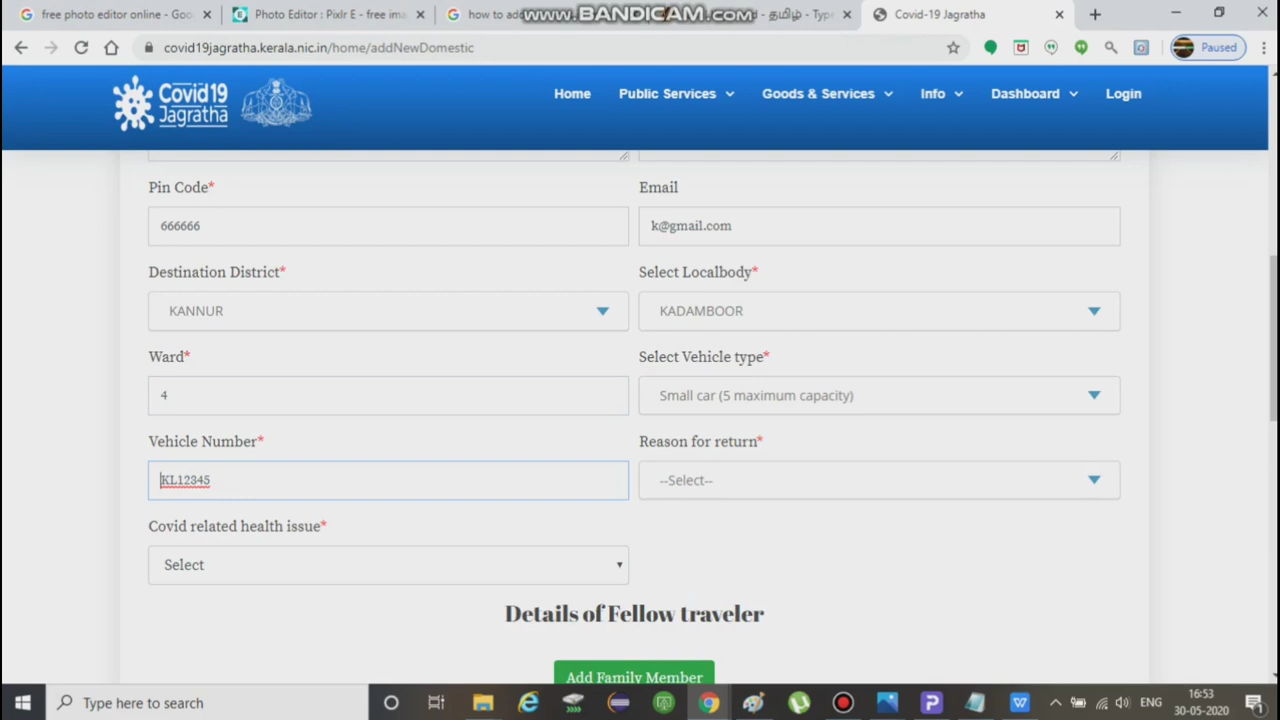 free photo editor online - Goo
Photo Editor : Pixlr E - free ima
how to add
www.BANDICAM.com
d - தமிழ் - Type
Covid-19 Jagratha
covid19jagratha.kerala.nic.in/home/addNewDomestic
Paused
Covid19 Jagratha
Home
Public Services
Goods & Services
Info
Dashboard
Login
Pin Code*
Email
666666
k@gmail.com
Destination District*
Select Localbody*
KANNUR
KADAMBOOR
Ward*
Select Vehicle type*
4
Small car (5 maximum capacity)
Vehicle Number*
Reason for return*
KL12345
--Select--
Covid related health issue*
Select
Details of Fellow traveler
Add Family Member
Type here to search
ENG
16:53
30-05-2020